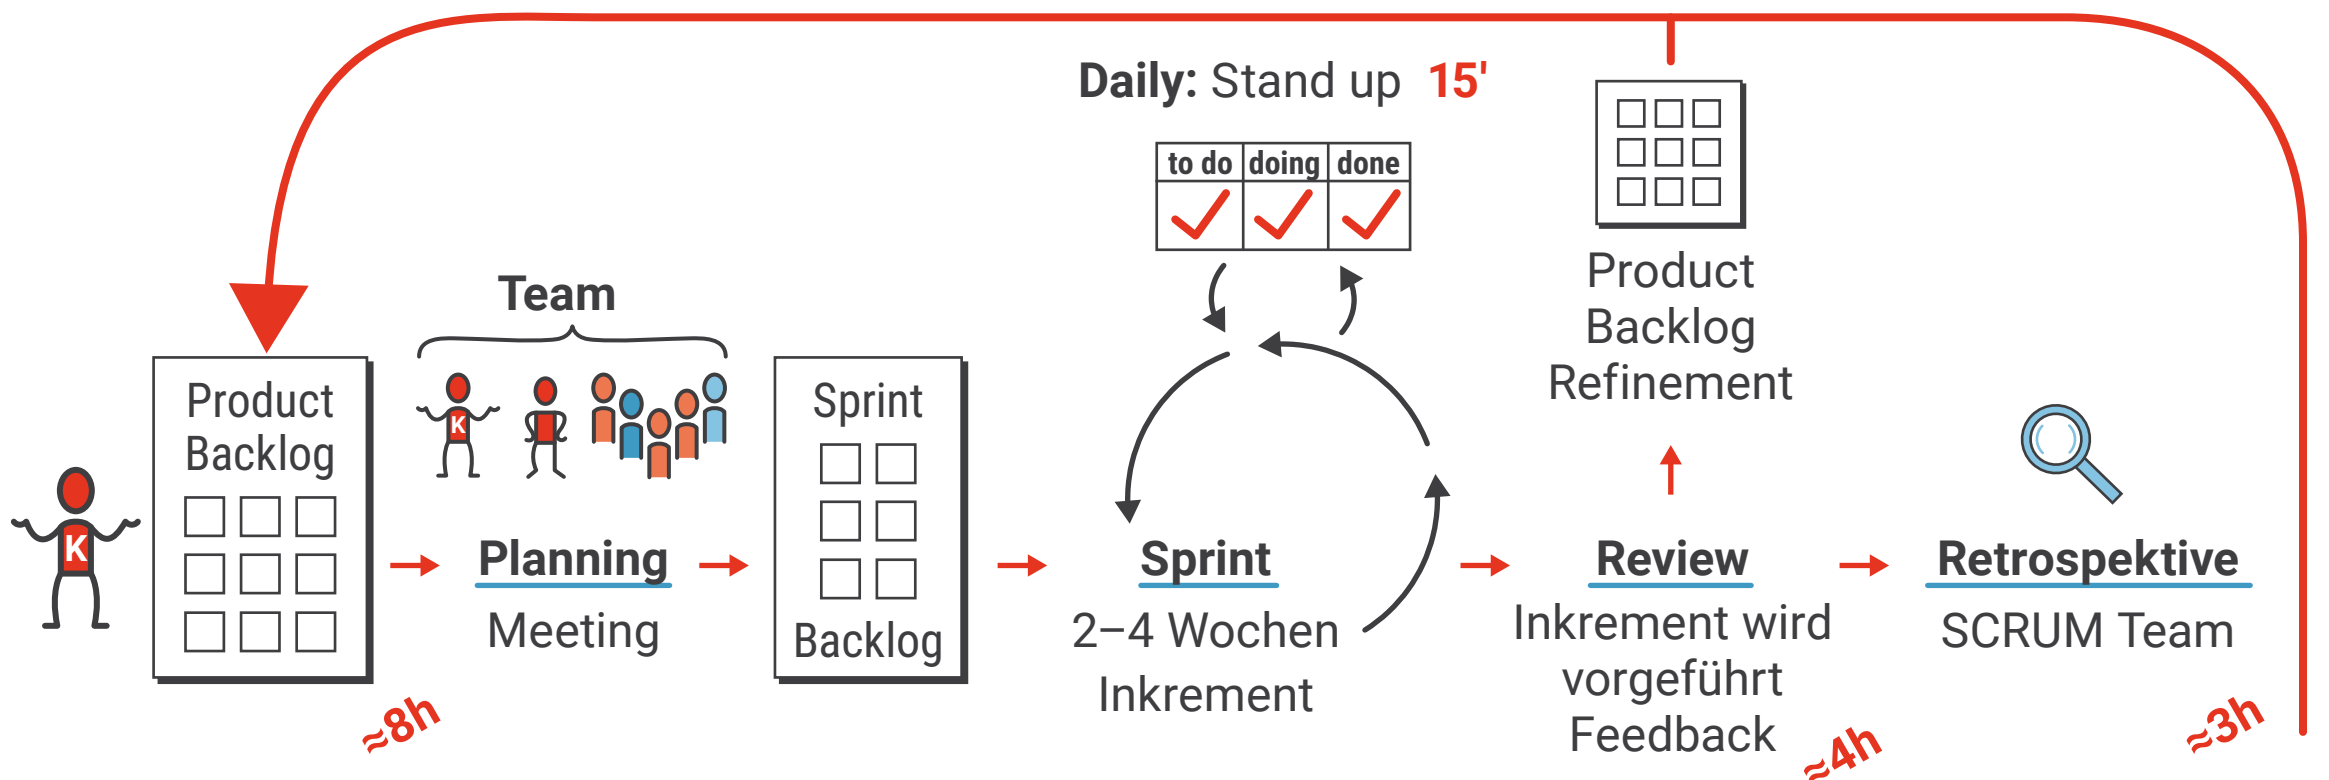 Daily: Stand up 15'
to do doing done
Product
Backlog
Refinement
Team
K
Product
Backlog
K
Sprint
Backlog
Planning
Meeting
Sprint
2–4 Wochen
Inkrement
Review
Inkrement wird
vorgeführt
Feedback
Retrospektive
SCRUM Team
≈8h
≈4h
≈3h